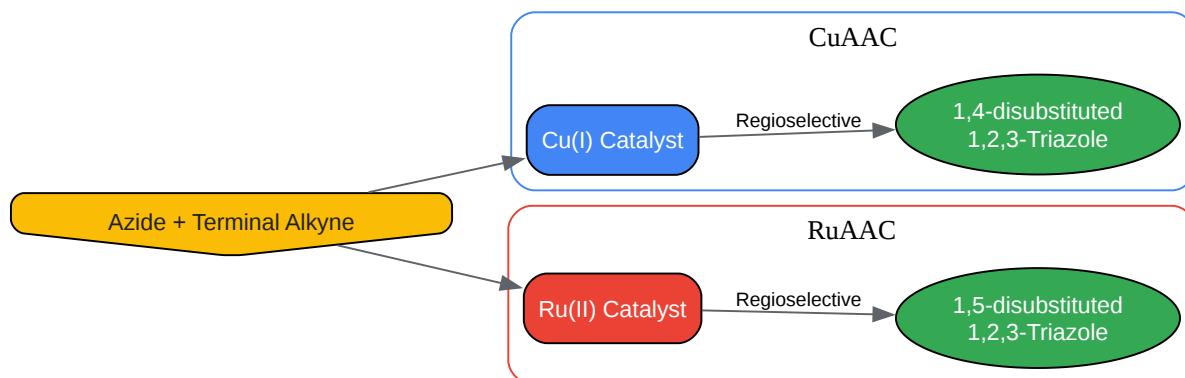 CuAAC
Cu(I) Catalyst
Regioselective
1,4-disubstituted
1,2,3-Triazole
Azide + Terminal Alkyne
RuAAC
Ru(II) Catalyst
Regioselective
1,5-disubstituted
1,2,3-Triazole